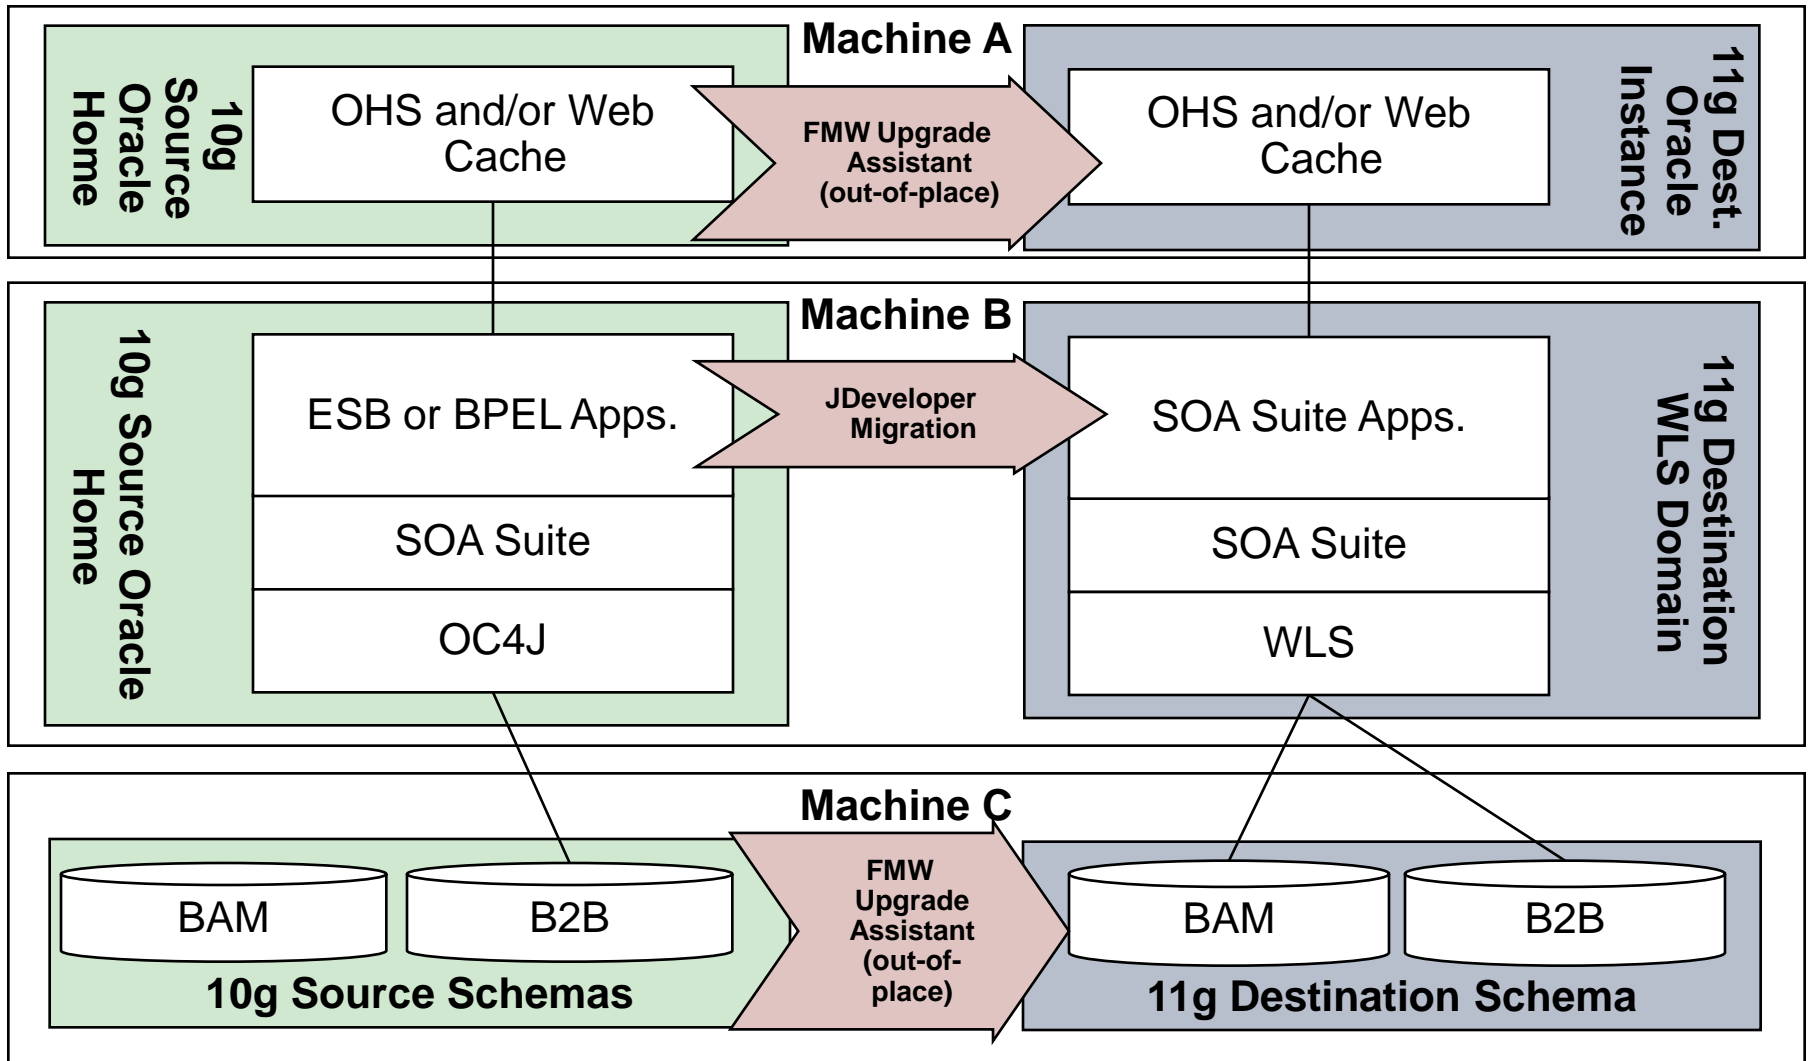 Machine A
10g
Source
Oracle
Home
OHS and/or Web
Cache
FMW Upgrade
Assistant
(out-of-place)
OHS and/or Web
Cache
11g Dest.
Oracle
Instance
Machine B
10g Source Oracle
Home
ESB or BPEL Apps.
SOA Suite
OC4J
JDeveloper
Migration
SOA Suite Apps.
SOA Suite
WLS
11g Destination
WLS Domain
Machine C
BAM
B2B
10g Source Schemas
FMW
Upgrade
Assistant
(out-of-
place)
BAM
B2B
11g Destination Schema